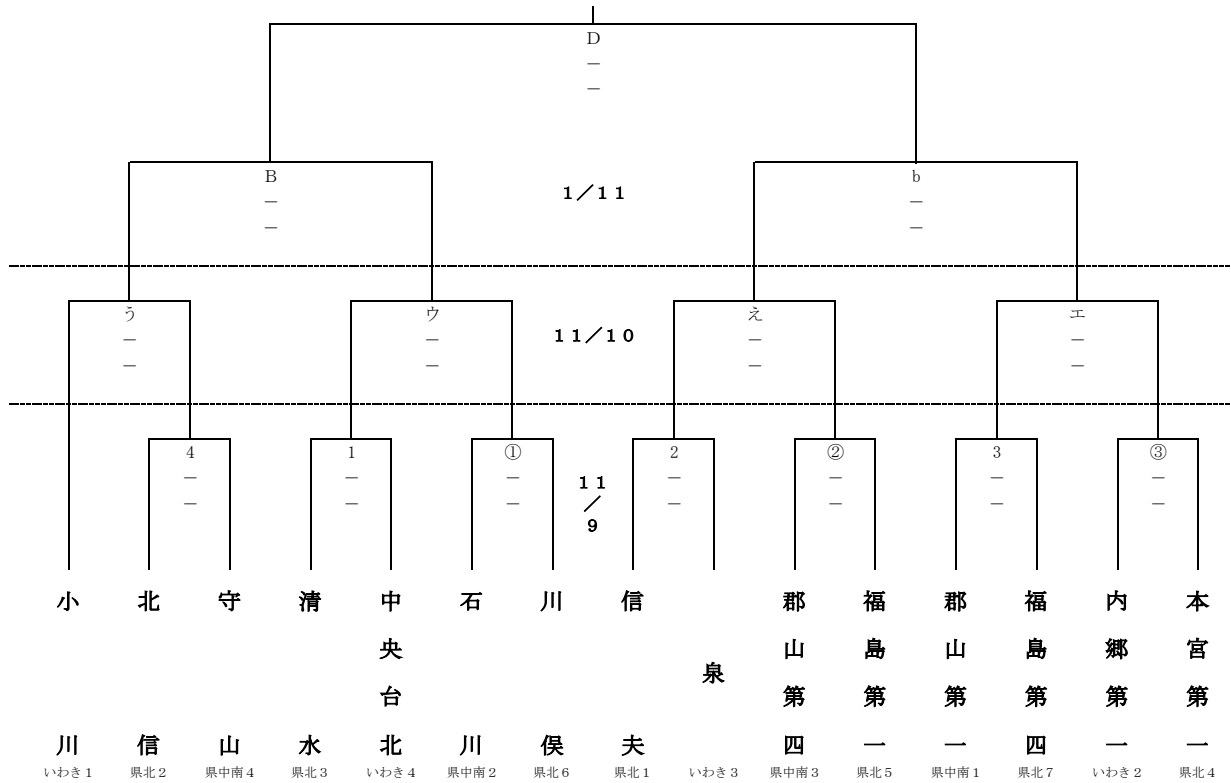 D
－
－
B
－
－
１／１１
b
－
－
う
－
－
ウ
－
－
１１／１０
え
－
－
エ
－
－
4
－
－
1
－
－
①
－
－
１１
／
９
2
－
－
②
－
－
3
－
－
③
－
－
小川
北信
守山
清水
中央台北
石川
川俣
信夫
泉
郡山第四
福島第一
郡山第一
福島第四
内郷第一
本宮第一
いわき１
県北２
県中南４
県北３
いわき４
県中南２
県北６
県北１
いわき３
県中南３
県北５
県中南１
県北７
いわき２
県北４